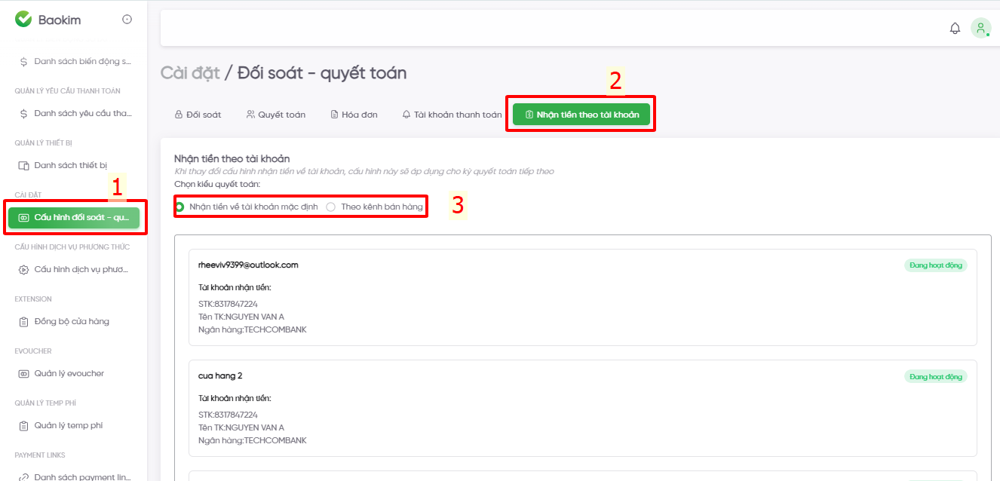 Baokim
Danh sách biến động s...
QUẢN LÝ YÊU CẦU THANH TOÁN
Danh sách yêu cầu tha...
QUẢN LÝ THIẾT BỊ
Danh sách thiết bị
CÀI ĐẶT
1
Cấu hình đối soát - qu...
CẤU HÌNH DỊCH VỤ PHƯƠNG THỨC
Cấu hình dịch vụ phươ...
EXTENSION
Đồng bộ cửa hàng
EVOUCHER
Quản lý evoucher
QUẢN LÝ TEMP PHÍ
Quản lý temp phí
PAYMENT LINKS
Danh sách payment lin...
Cài đặt / Đối soát - quyết toán
2
Đối soát
Quyết toán
Hóa đơn
Tài khoản thanh toán
Nhận tiền theo tài khoản
Nhận tiền theo tài khoản
Khi thay đổi cấu hình nhận tiền về tài khoản, cấu hình này sẽ áp dụng cho kỳ quyết toán tiếp theo
Chọn kiểu quyết toán:
Nhận tiền về tài khoản mặc định
Theo kênh bán hàng
3
rheeviv9399@outlook.com
Đang hoạt động
Tài khoản nhận tiền:
STK:8317847224
Tên TK:NGUYEN VAN A
Ngân hàng:TECHCOMBANK
cua hang 2
Đang hoạt động
Tài khoản nhận tiền:
STK:8317847224
Tên TK:NGUYEN VAN A
Ngân hàng:TECHCOMBANK